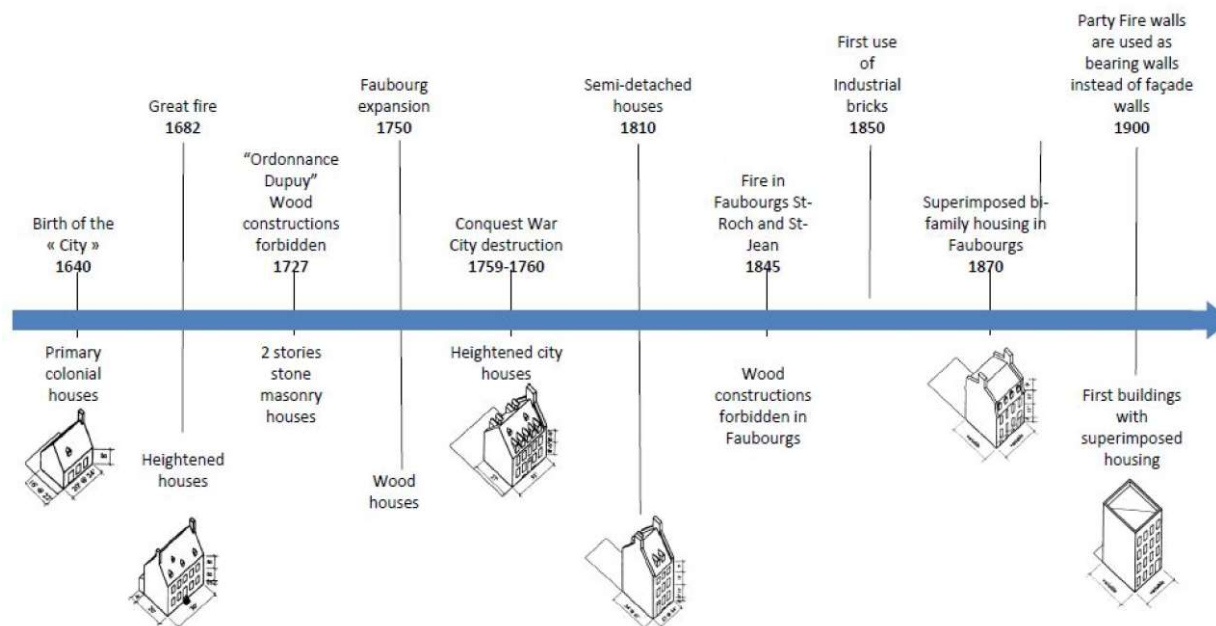 Birth of the
« City »
1640
Great fire
1682
“Ordonnance
Dupuy”
Wood
constructions
forbidden
1727
Faubourg
expansion
1750
Conquest War
City destruction
1759-1760
Semi-detached
houses
1810
Fire in
Faubourgs St-
Roch and St-
Jean
1845
First use
of
Industrial
bricks
1850
Superimposed bi-
family housing in
Faubourgs
1870
Party Fire walls
are used as
bearing walls
instead of façade
walls
1900
Primary
colonial
houses
Heightened
houses
2 stories
stone
masonry
houses
Wood
houses
Heightened city
houses
Wood
constructions
forbidden in
Faubourgs
First buildings
with
superimposed
housing